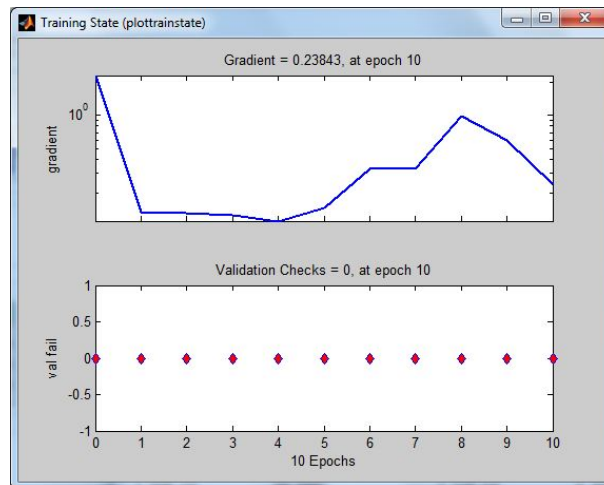 Training State (plottrainstate)
Gradient = 0.23843, at epoch 10
10^0
gradient
Validation Checks = 0, at epoch 10
1
0.5
0
-0.5
-1
val fail
0 1 2 3 4 5 6 7 8 9 10
10 Epochs